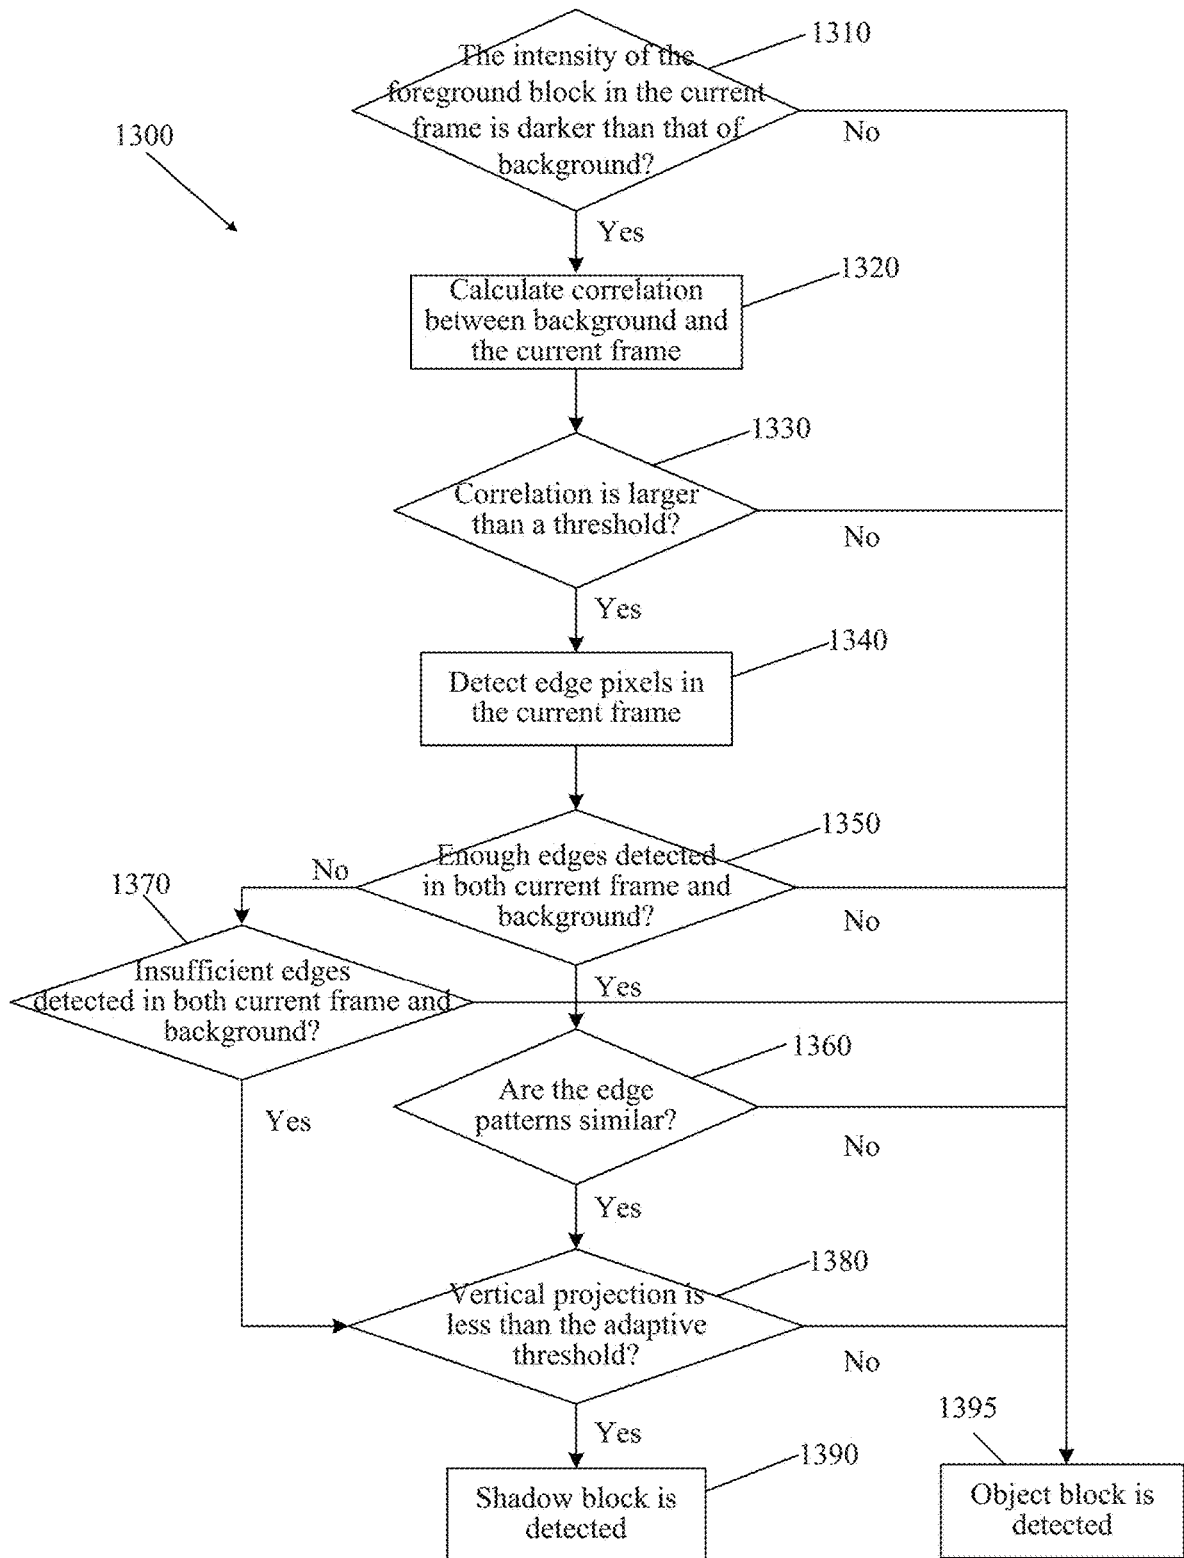 1310
The intensity of the
foreground block in the current
frame is darker than that of
background?
No
1300
Yes
1320
Calculate correlation
between background and
the current frame
1330
Correlation is larger
than a threshold?
No
Yes
1340
Detect edge pixels in
the current frame
1350
Enough edges detected
in both current frame and
background?
No
No
1370
Insufficient edges
detected in both current frame and
background?
Yes
1360
Are the edge
patterns similar?
Yes
No
Yes
1380
Vertical projection is
less than the adaptive
threshold?
No
Yes
1390
Shadow block is
detected
1395
Object block is
detected